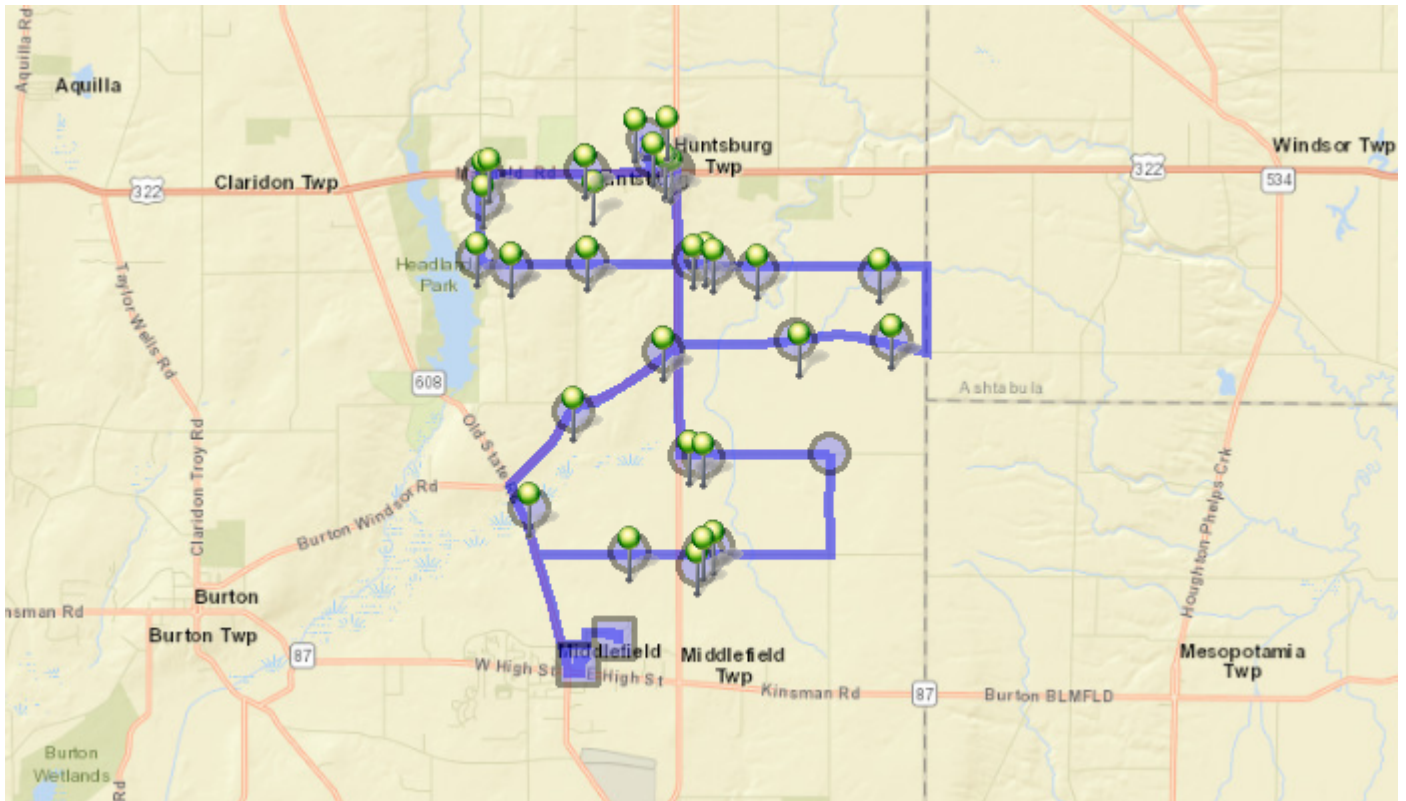 Aquilla Rd
Aquilla
Huntsburg
Twp
Windsor Twp
322
Claridon Twp
322
534
Headland
Park
Taylor Wells Rd
608
Ashtabula
Old State
Claridon Troy Rd
Burton Windsor Rd
Houghton Phelps Crk
Burton
nsman Rd
Burton Twp
87
Middlefield
W High St
E High St
Middlefield
Twp
Kinsman Rd
87
Burton BLMFLD
Mesopotamia
Twp
Burton
Wetlands
Rd